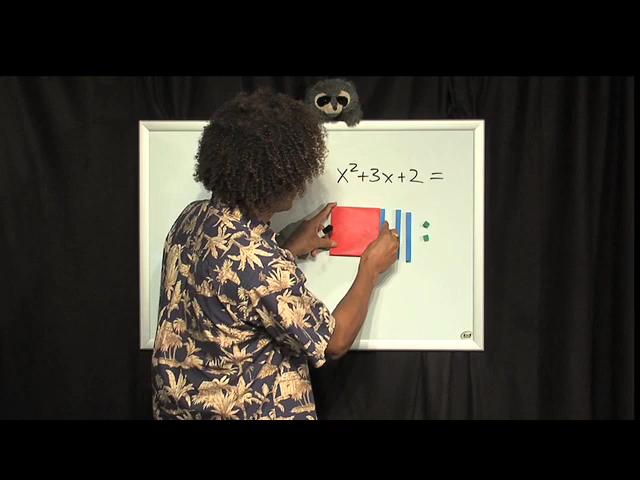 x²+3x+2 =